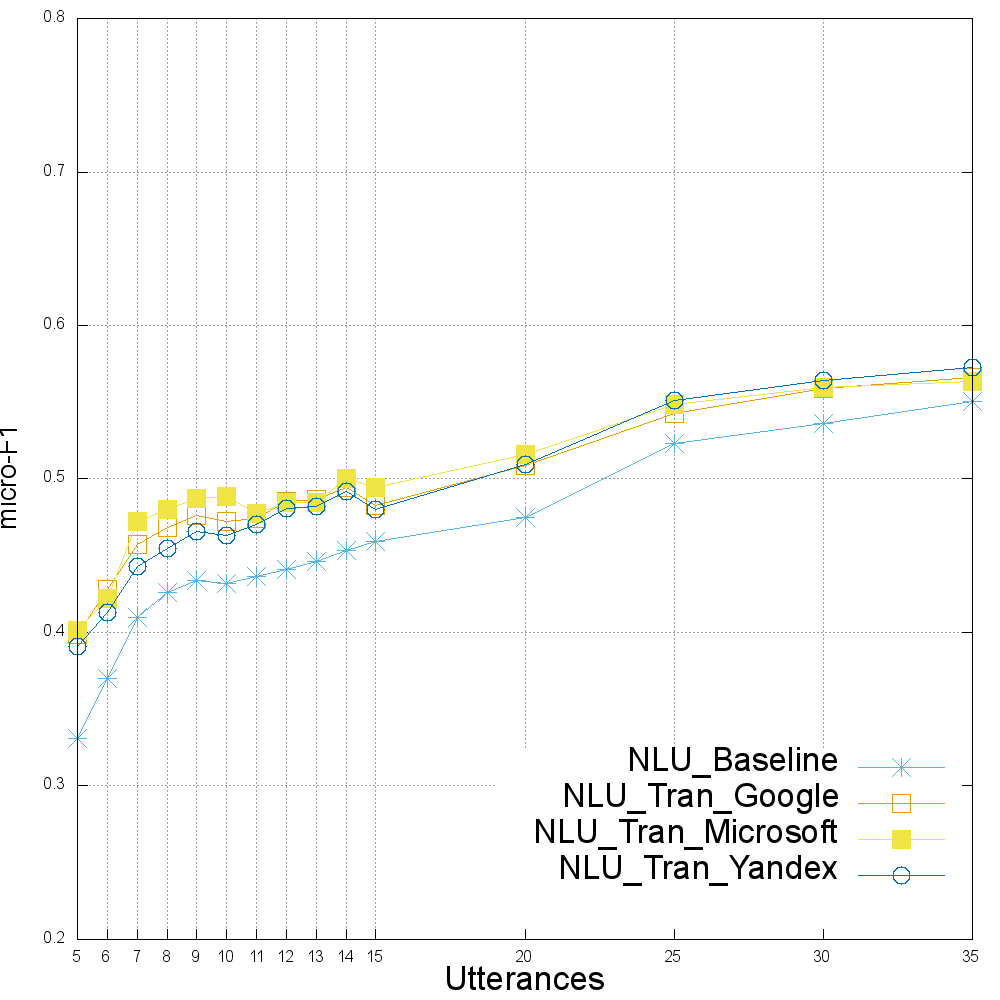 0.8
0.7
0.6
0.5
0.4
0.3
0.2
micro-F1
NLU_Baseline
NLU_Tran_Google
NLU_Tran_Microsoft
NLU_Tran_Yandex
5 6 7 8 9 10 11 12 13 14 15 20 25 30 35
Utterances